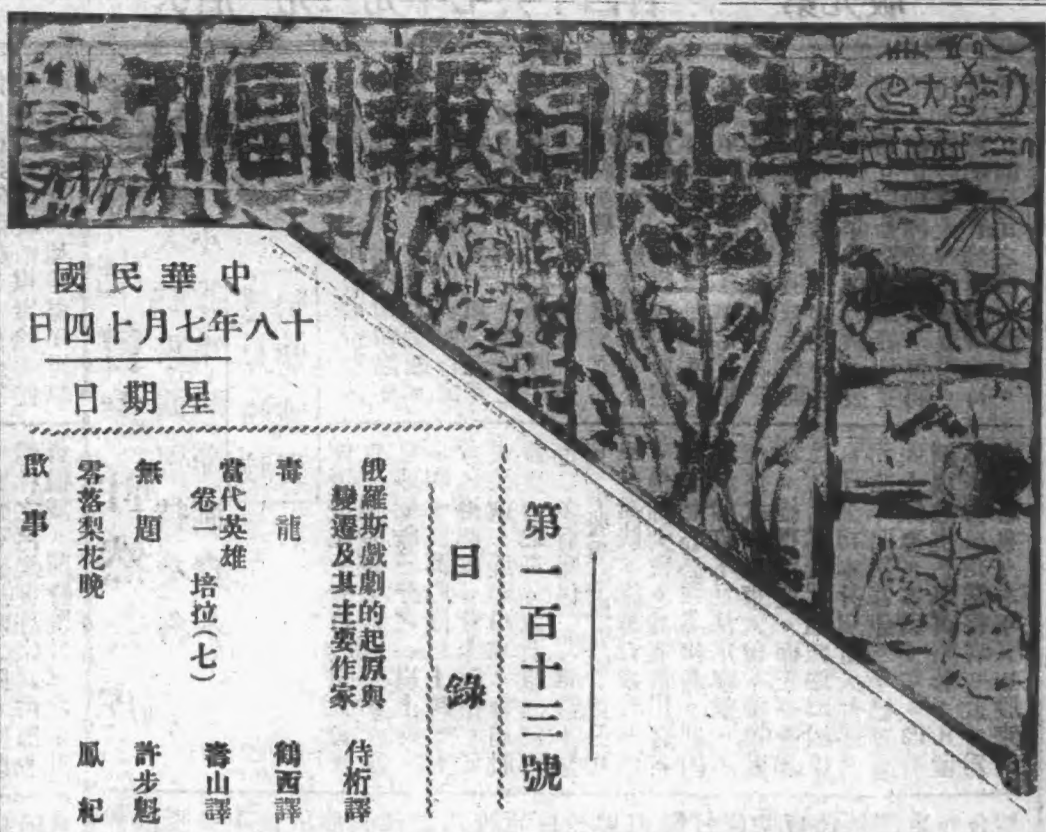 華北日報副刊
中華民國
十八年七月十四日
星期日
第一百十三號
目錄
俄羅斯戲劇的起原與
變遷及其主要作家 侍桁譯
毒龍 鶴西譯
當代英雄
卷一 培拉(七) 壽山譯
無題 許步魁
零落梨花晚 鳳紀
啟事